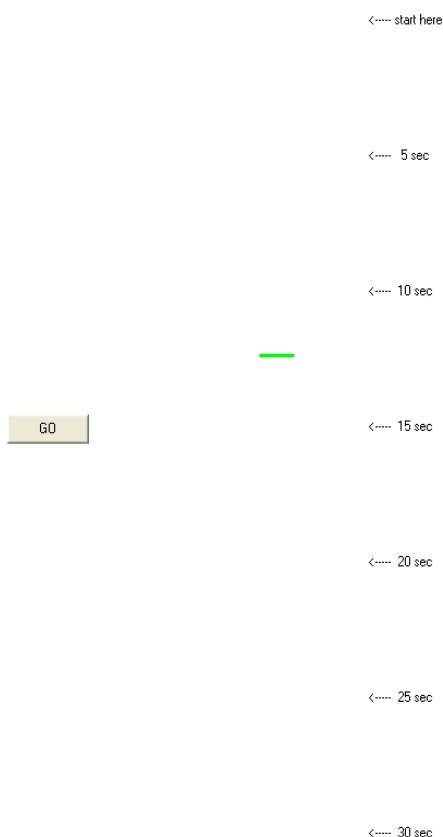 <----- start here
<----- 5 sec
<----- 10 sec
GO
<----- 15 sec
<----- 20 sec
<----- 25 sec
<----- 30 sec